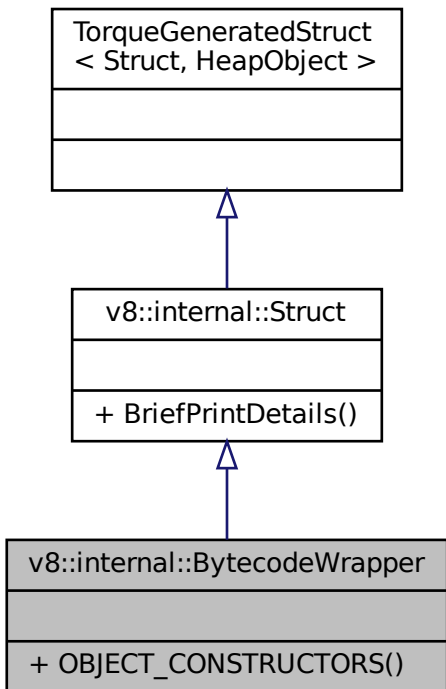 TorqueGeneratedStruct
< Struct, HeapObject >
v8::internal::Struct
+ BriefPrintDetails()
v8::internal::BytecodeWrapper
+ OBJECT_CONSTRUCTORS()